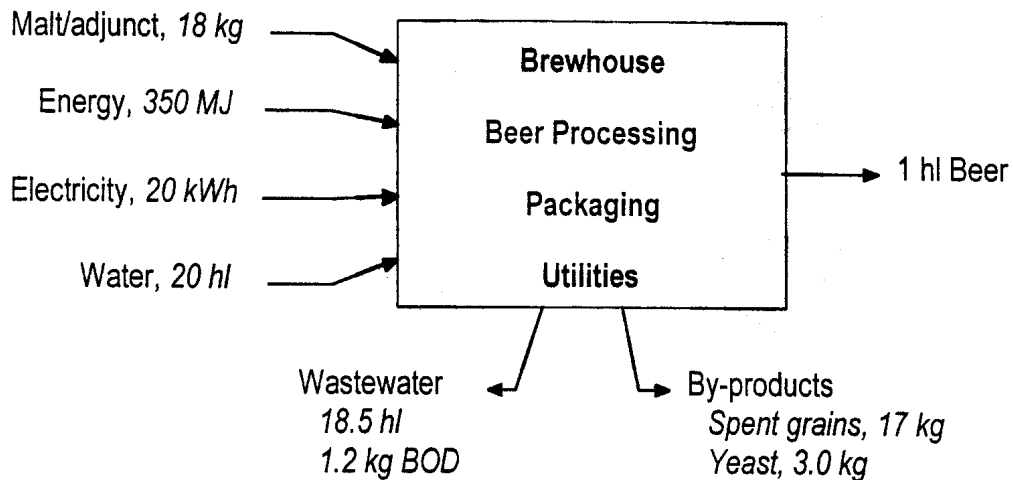 Malt/adjunct, 18 kg
Energy, 350 MJ
Electricity, 20 kWh
Water, 20 hl
Brewhouse
Beer Processing
Packaging
Utilities
1 hl Beer
Wastewater
18.5 hl
1.2 kg BOD
By-products
Spent grains, 17 kg
Yeast, 3.0 kg